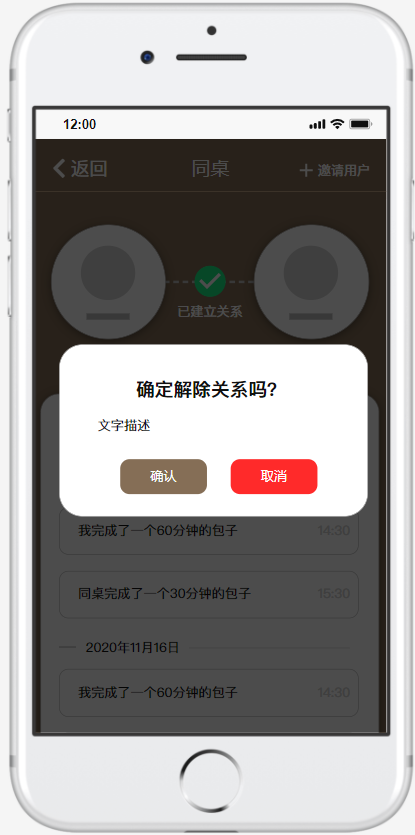 12:00
返回
同桌
邀请用户
已建立关系
确定解除关系吗？
文字描述
确认
取消
我完成了一个60分钟的包子
14:30
同桌完成了一个30分钟的包子
15:30
2020年11月16日
我完成了一个60分钟的包子
14:30